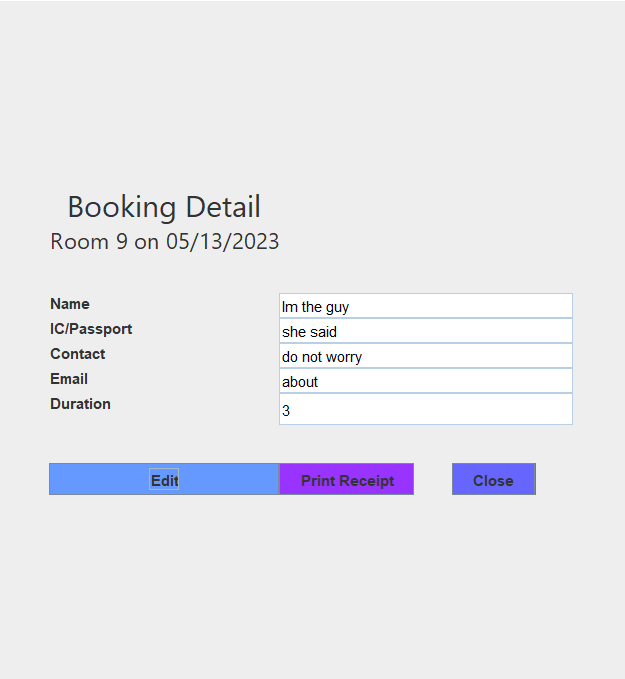 Booking Detail
Room 9 on 05/13/2023
Name Im the guy
IC/Passport she said
Contact do not worry
Email about
Duration 3
Edit Print Receipt Close